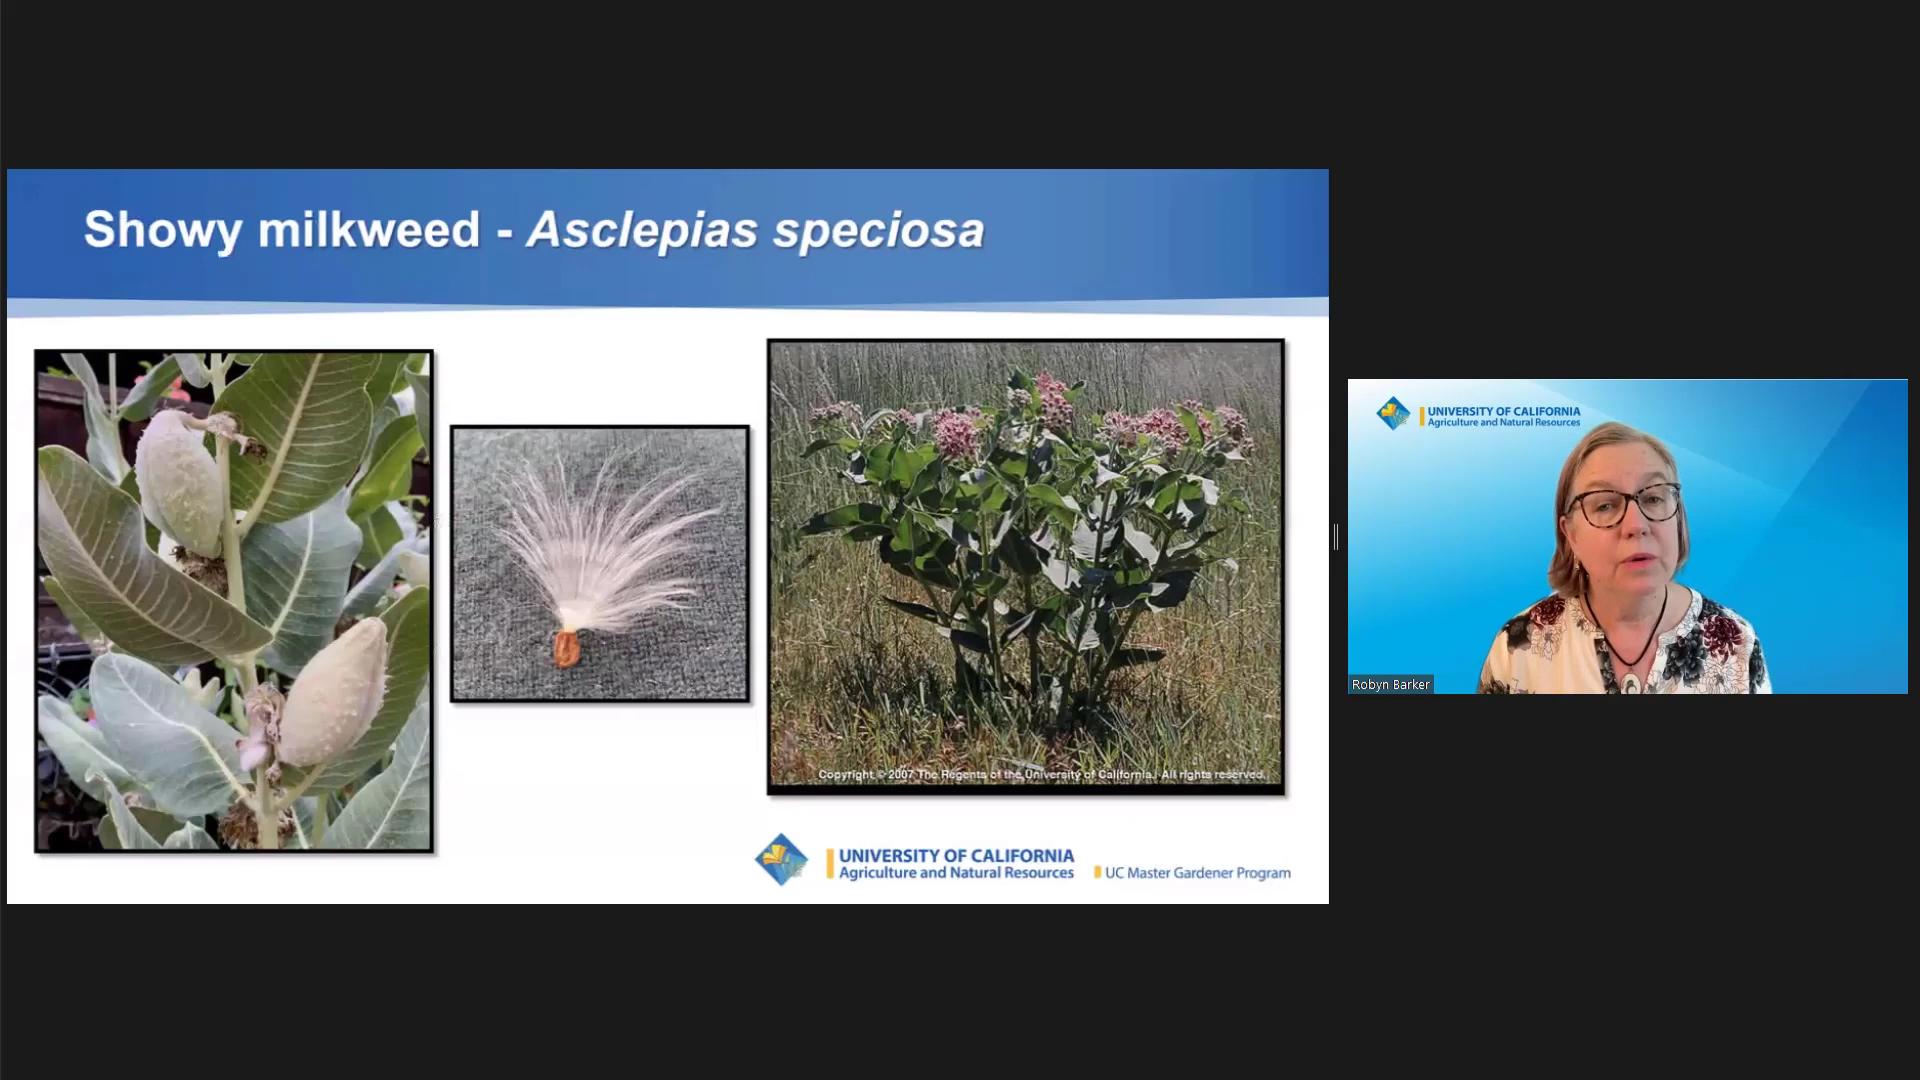 Showy milkweed - Asclepias speciosa
Copyright © 2007 The Regents of the University of California. All rights reserved.
UNIVERSITY OF CALIFORNIA
Agriculture and Natural Resources
UC Master Gardener Program
UNIVERSITY OF CALIFORNIA
Agriculture and Natural Resources
Robyn Barker